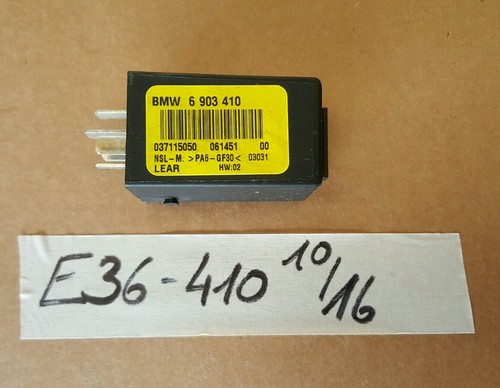 BMW 6 903 410
037115050 061451 00
NSL-M. >PA6-GF30< 03031
LEAR HW:02
E36-410 10/16